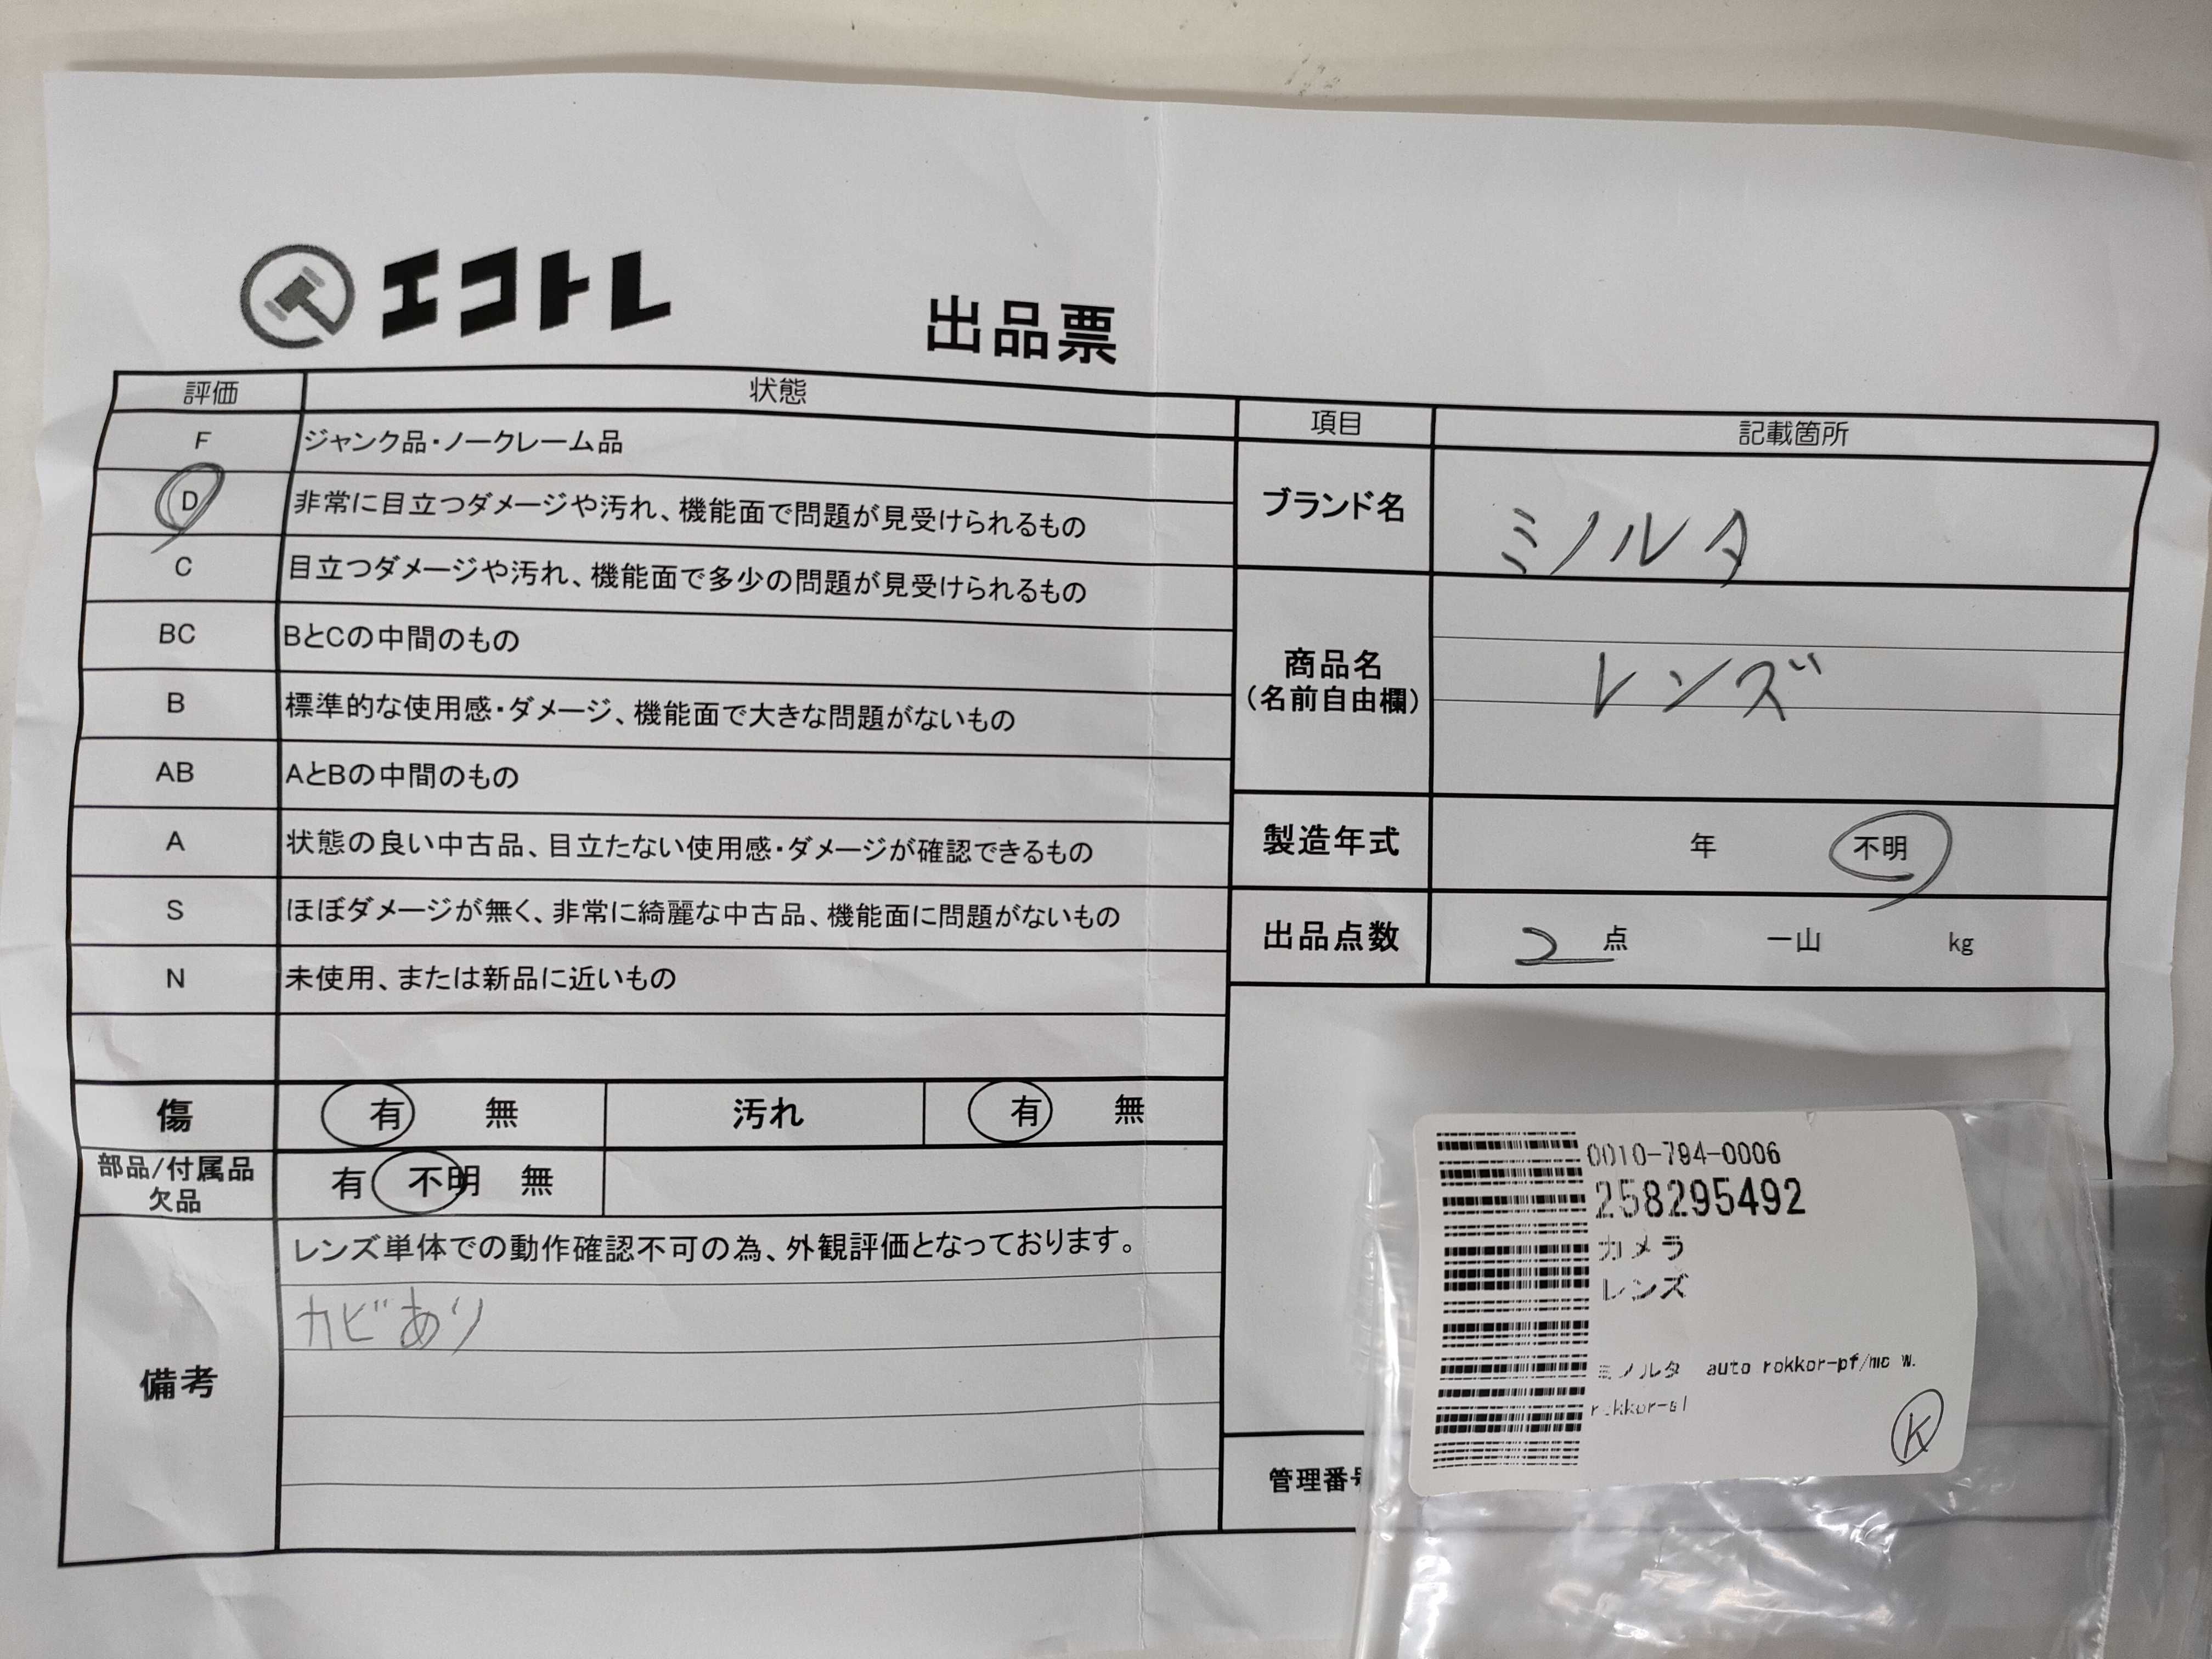 エコトレ
出品票
評価 状態
F ジャンク品・ノークレーム品
D 非常に目立つダメージや汚れ、機能面で問題が見受けられるもの
C 目立つダメージや汚れ、機能面で多少の問題が見受けられるもの
BC BとCの中間のもの
B 標準的な使用感・ダメージ、機能面で大きな問題がないもの
AB AとBの中間のもの
A 状態の良い中古品、目立たない使用感・ダメージが確認できるもの
S ほぼダメージが無く、非常に綺麗な中古品、機能面に問題がないもの
N 未使用、または新品に近いもの
傷 有 無 汚れ 有 無
部品/付属品
欠品
有 不明 無
備考
レンズ単体での動作確認不可の為、外観評価となっております。
カビあり
項目 記載箇所
ブランド名 ミノルタ
商品名
(名前自由欄)
レンズ
製造年式 年 不明
出品点数 2 点 一山 kg
管理番号
0010-794-0006
258295492
カメラ
レンズ
ミノルタ auto rokkor-pf/mc w.
K